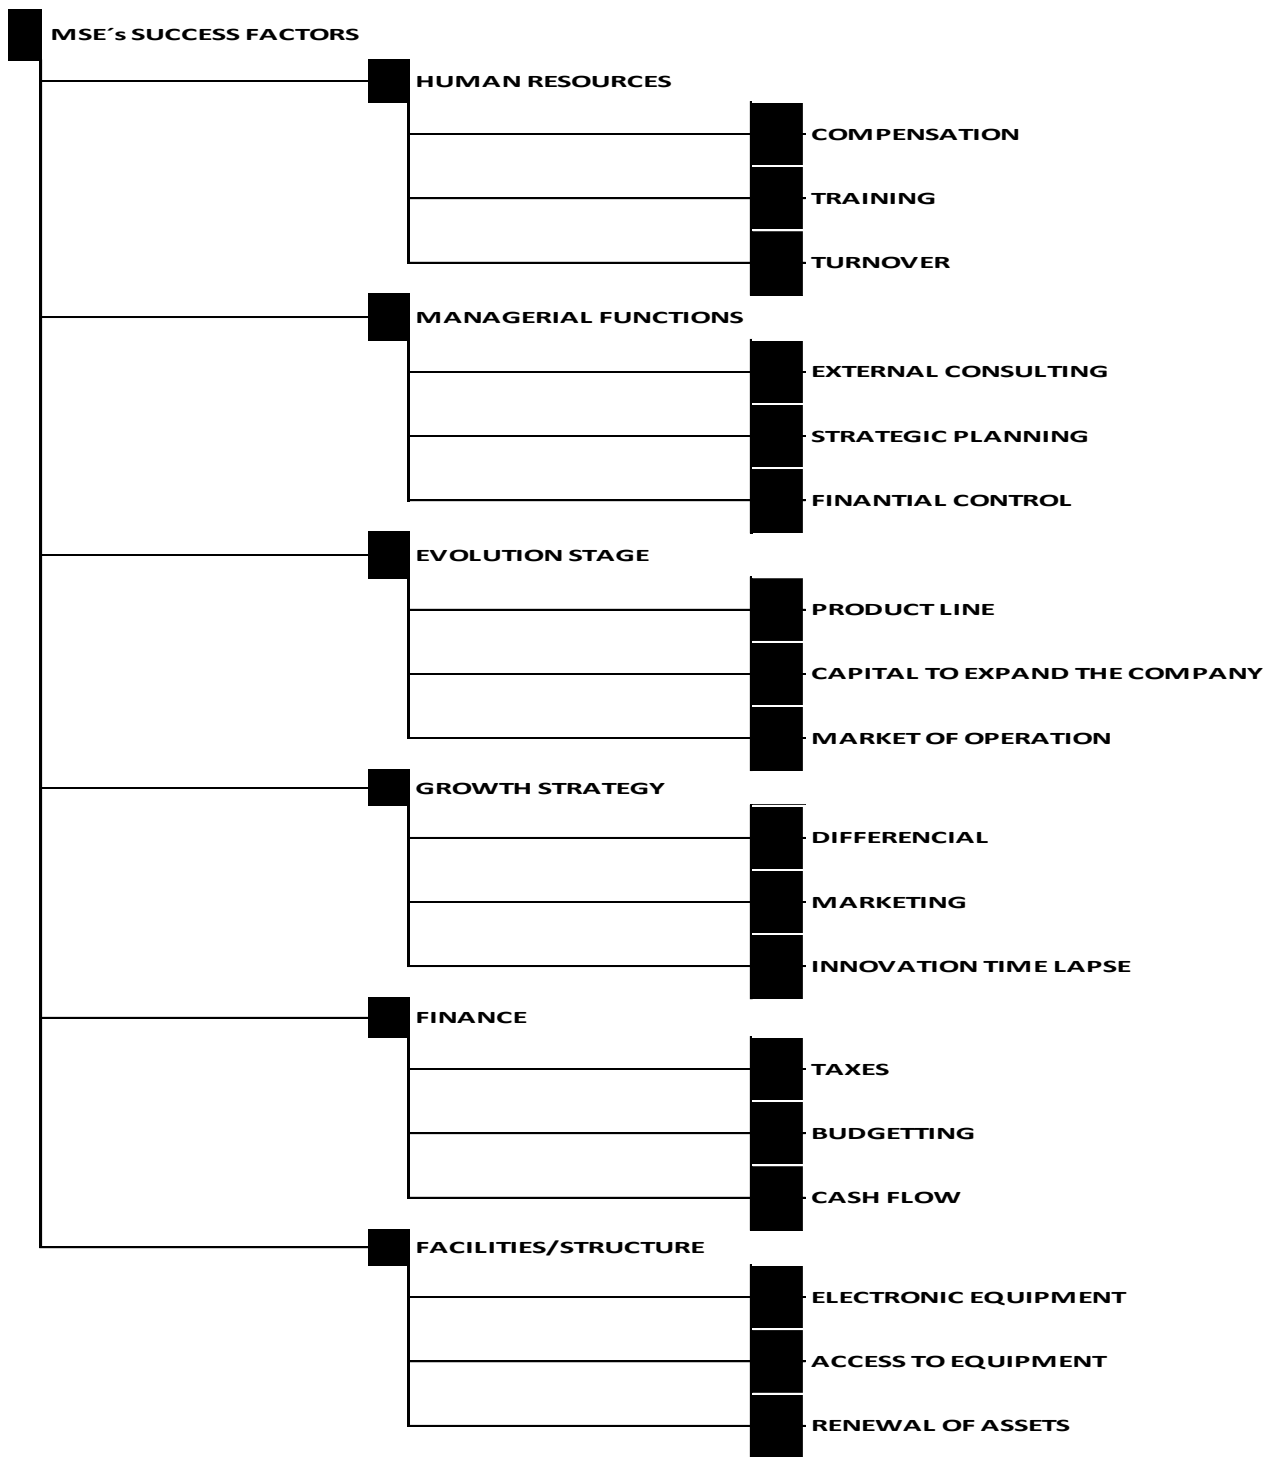 MSE´s SUCCESS FACTORS
HUMAN RESOURCES
COMPENSATION
TRAINING
TURNOVER
MANAGERIAL FUNCTIONS
EXTERNAL CONSULTING
STRATEGIC PLANNING
FINANTIAL CONTROL
EVOLUTION STAGE
PRODUCT LINE
CAPITAL TO EXPAND THE COMPANY
MARKET OF OPERATION
GROWTH STRATEGY
DIFFERENCIAL
MARKETING
INNOVATION TIME LAPSE
FINANCE
TAXES
BUDGETTING
CASH FLOW
FACILITIES/STRUCTURE
ELECTRONIC EQUIPMENT
ACCESS TO EQUIPMENT
RENEWAL OF ASSETS